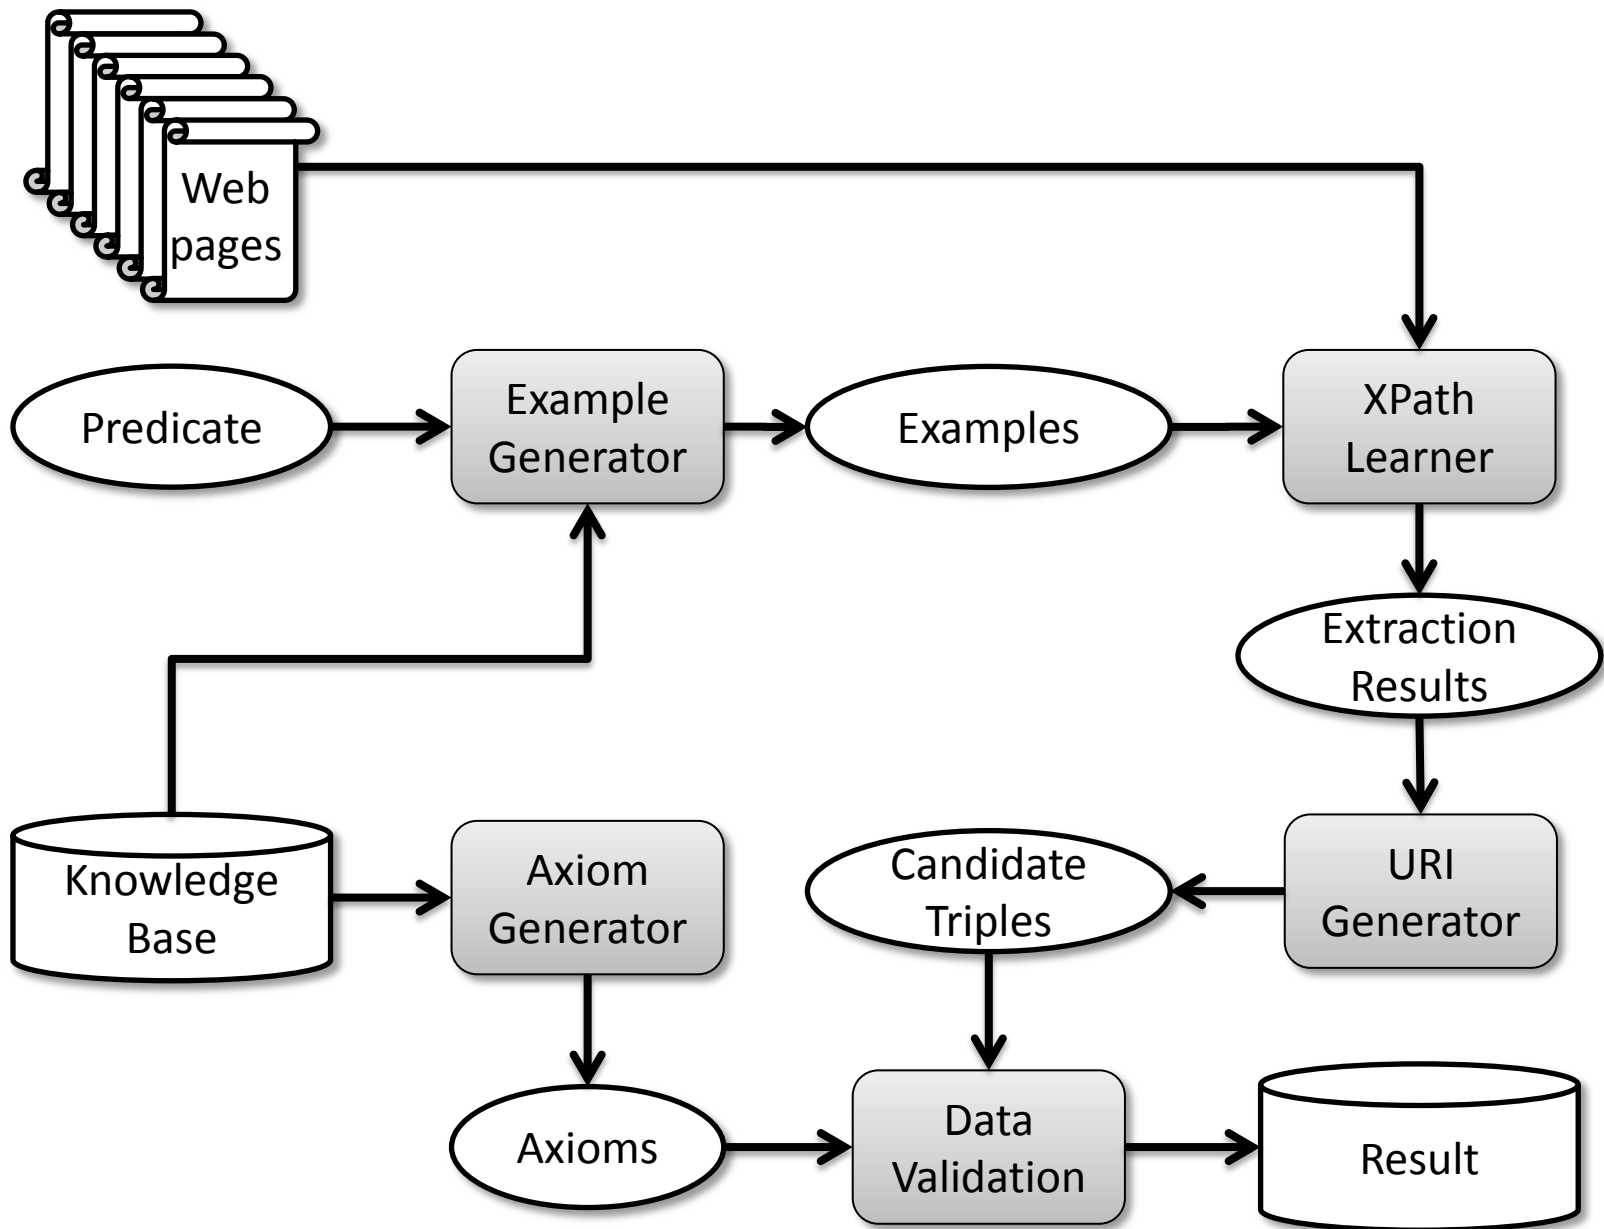 Web
pages
Predicate
Example
Generator
Examples
XPath
Learner
Extraction
Results
Knowledge
Base
Axiom
Generator
Candidate
Triples
URI
Generator
Axioms
Data
Validation
Result